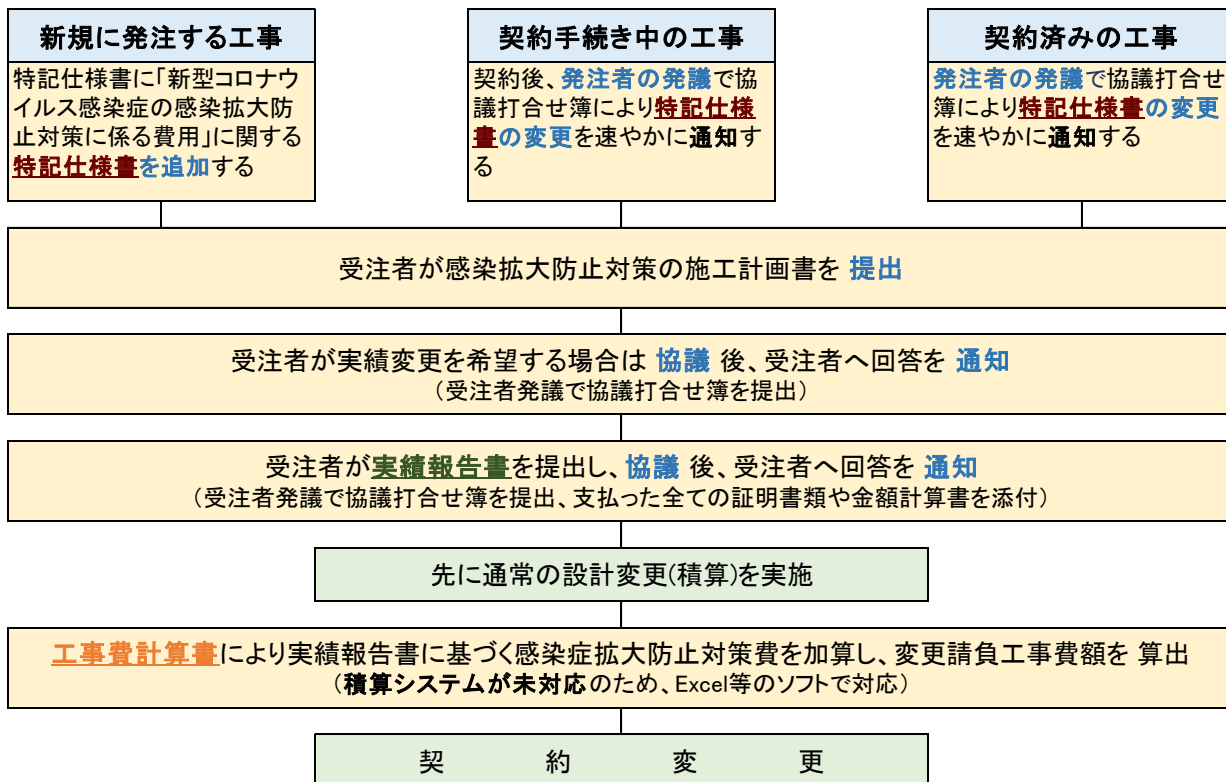 新規に発注する工事
特記仕様書に「新型コロナウ
イルス感染症の感染拡大防
止対策に係る費用」に関する
特記仕様書を追加する
契約手続き中の工事
契約後、発注者の発議で協
議打合せ簿により特記仕様
書の変更を速やかに通知す
る
契約済みの工事
発注者の発議で協議打合せ
簿により特記仕様書の変更
を速やかに通知する
受注者が感染拡大防止対策の施工計画書を 提出
受注者が実績変更を希望する場合は 協議 後、受注者へ回答を 通知
（受注者発議で協議打合せ簿を提出）
受注者が実績報告書を提出し、協議 後、受注者へ回答を 通知
（受注者発議で協議打合せ簿を提出、支払った全ての証明書類や金額計算書を添付）
先に通常の設計変更(積算)を実施
工事費計算書により実績報告書に基づく感染症拡大防止対策費を加算し、変更請負工事費額を 算出
（積算システムが未対応のため、Excel等のソフトで対応）
契 約 変 更